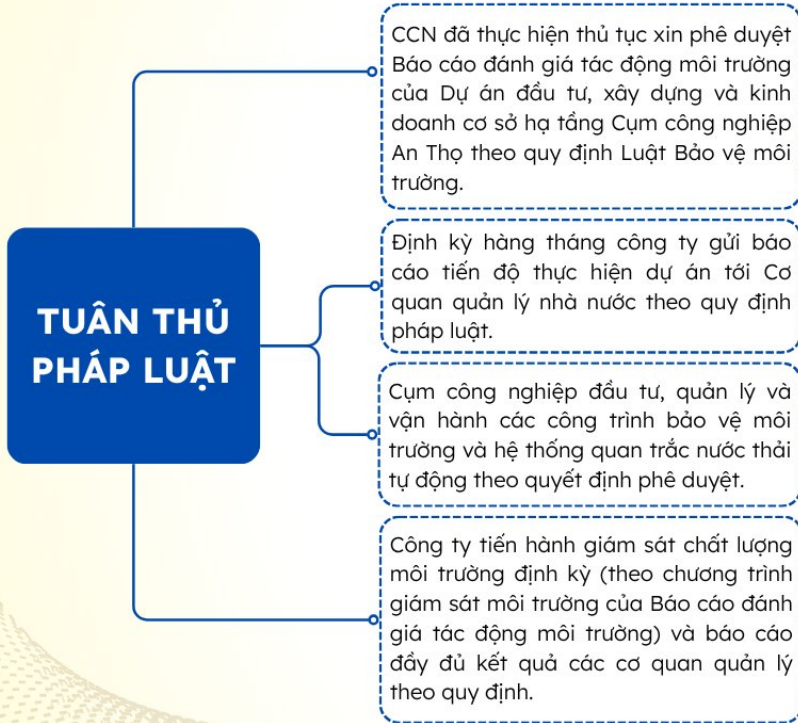 TUÂN THỦ
PHÁP LUẬT
CCN đã thực hiện thủ tục xin phê duyệt
Báo cáo đánh giá tác động môi trường
của Dự án đầu tư, xây dựng và kinh
doanh cơ sở hạ tầng Cụm công nghiệp
An Thọ theo quy định Luật Bảo vệ môi
trường.
Định kỳ hàng tháng công ty gửi báo
cáo tiến độ thực hiện dự án tới Cơ
quan quản lý nhà nước theo quy định
pháp luật.
Cụm công nghiệp đầu tư, quản lý và
vận hành các công trình bảo vệ môi
trường và hệ thống quan trắc nước thải
tự động theo quyết định phê duyệt.
Công ty tiến hành giám sát chất lượng
môi trường định kỳ (theo chương trình
giám sát môi trường của Báo cáo đánh
giá tác động môi trường) và báo cáo
đầy đủ kết quả các cơ quan quản lý
theo quy định.